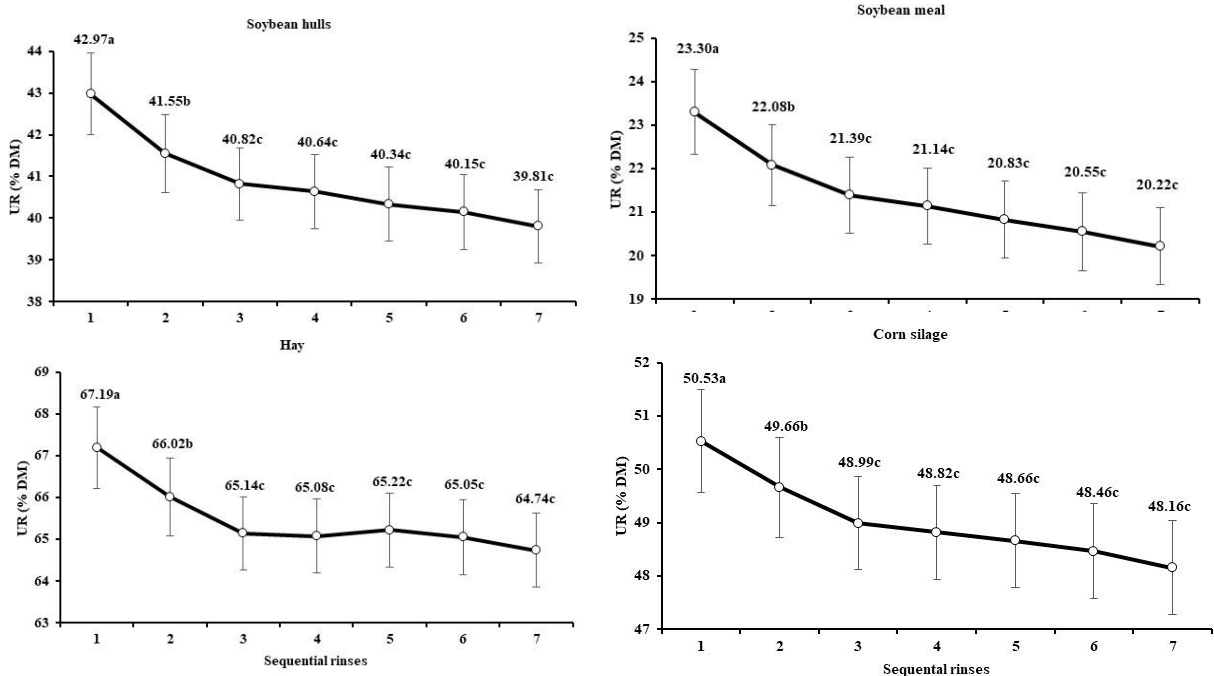 Soybean hulls
UR (% DM)
44
43
42
41
40
39
38
42.97a
41.55b
40.82c
40.64c
40.34c
40.15c
39.81c
1 2 3 4 5 6 7
Soybean meal
UR (% DM)
25
24
23
22
21
20
19
23.30a
22.08b
21.39c
21.14c
20.83c
20.55c
20.22c
Hay
UR (% DM)
69
68
67
66
65
64
63
67.19a
66.02b
65.14c
65.08c
65.22c
65.05c
64.74c
1 2 3 4 5 6 7
Sequential rinses
Corn silage
UR (% DM)
52
51
50
49
48
47
50.53a
49.66b
48.99c
48.82c
48.66c
48.46c
48.16c
1 2 3 4 5 6 7
Sequental rinses